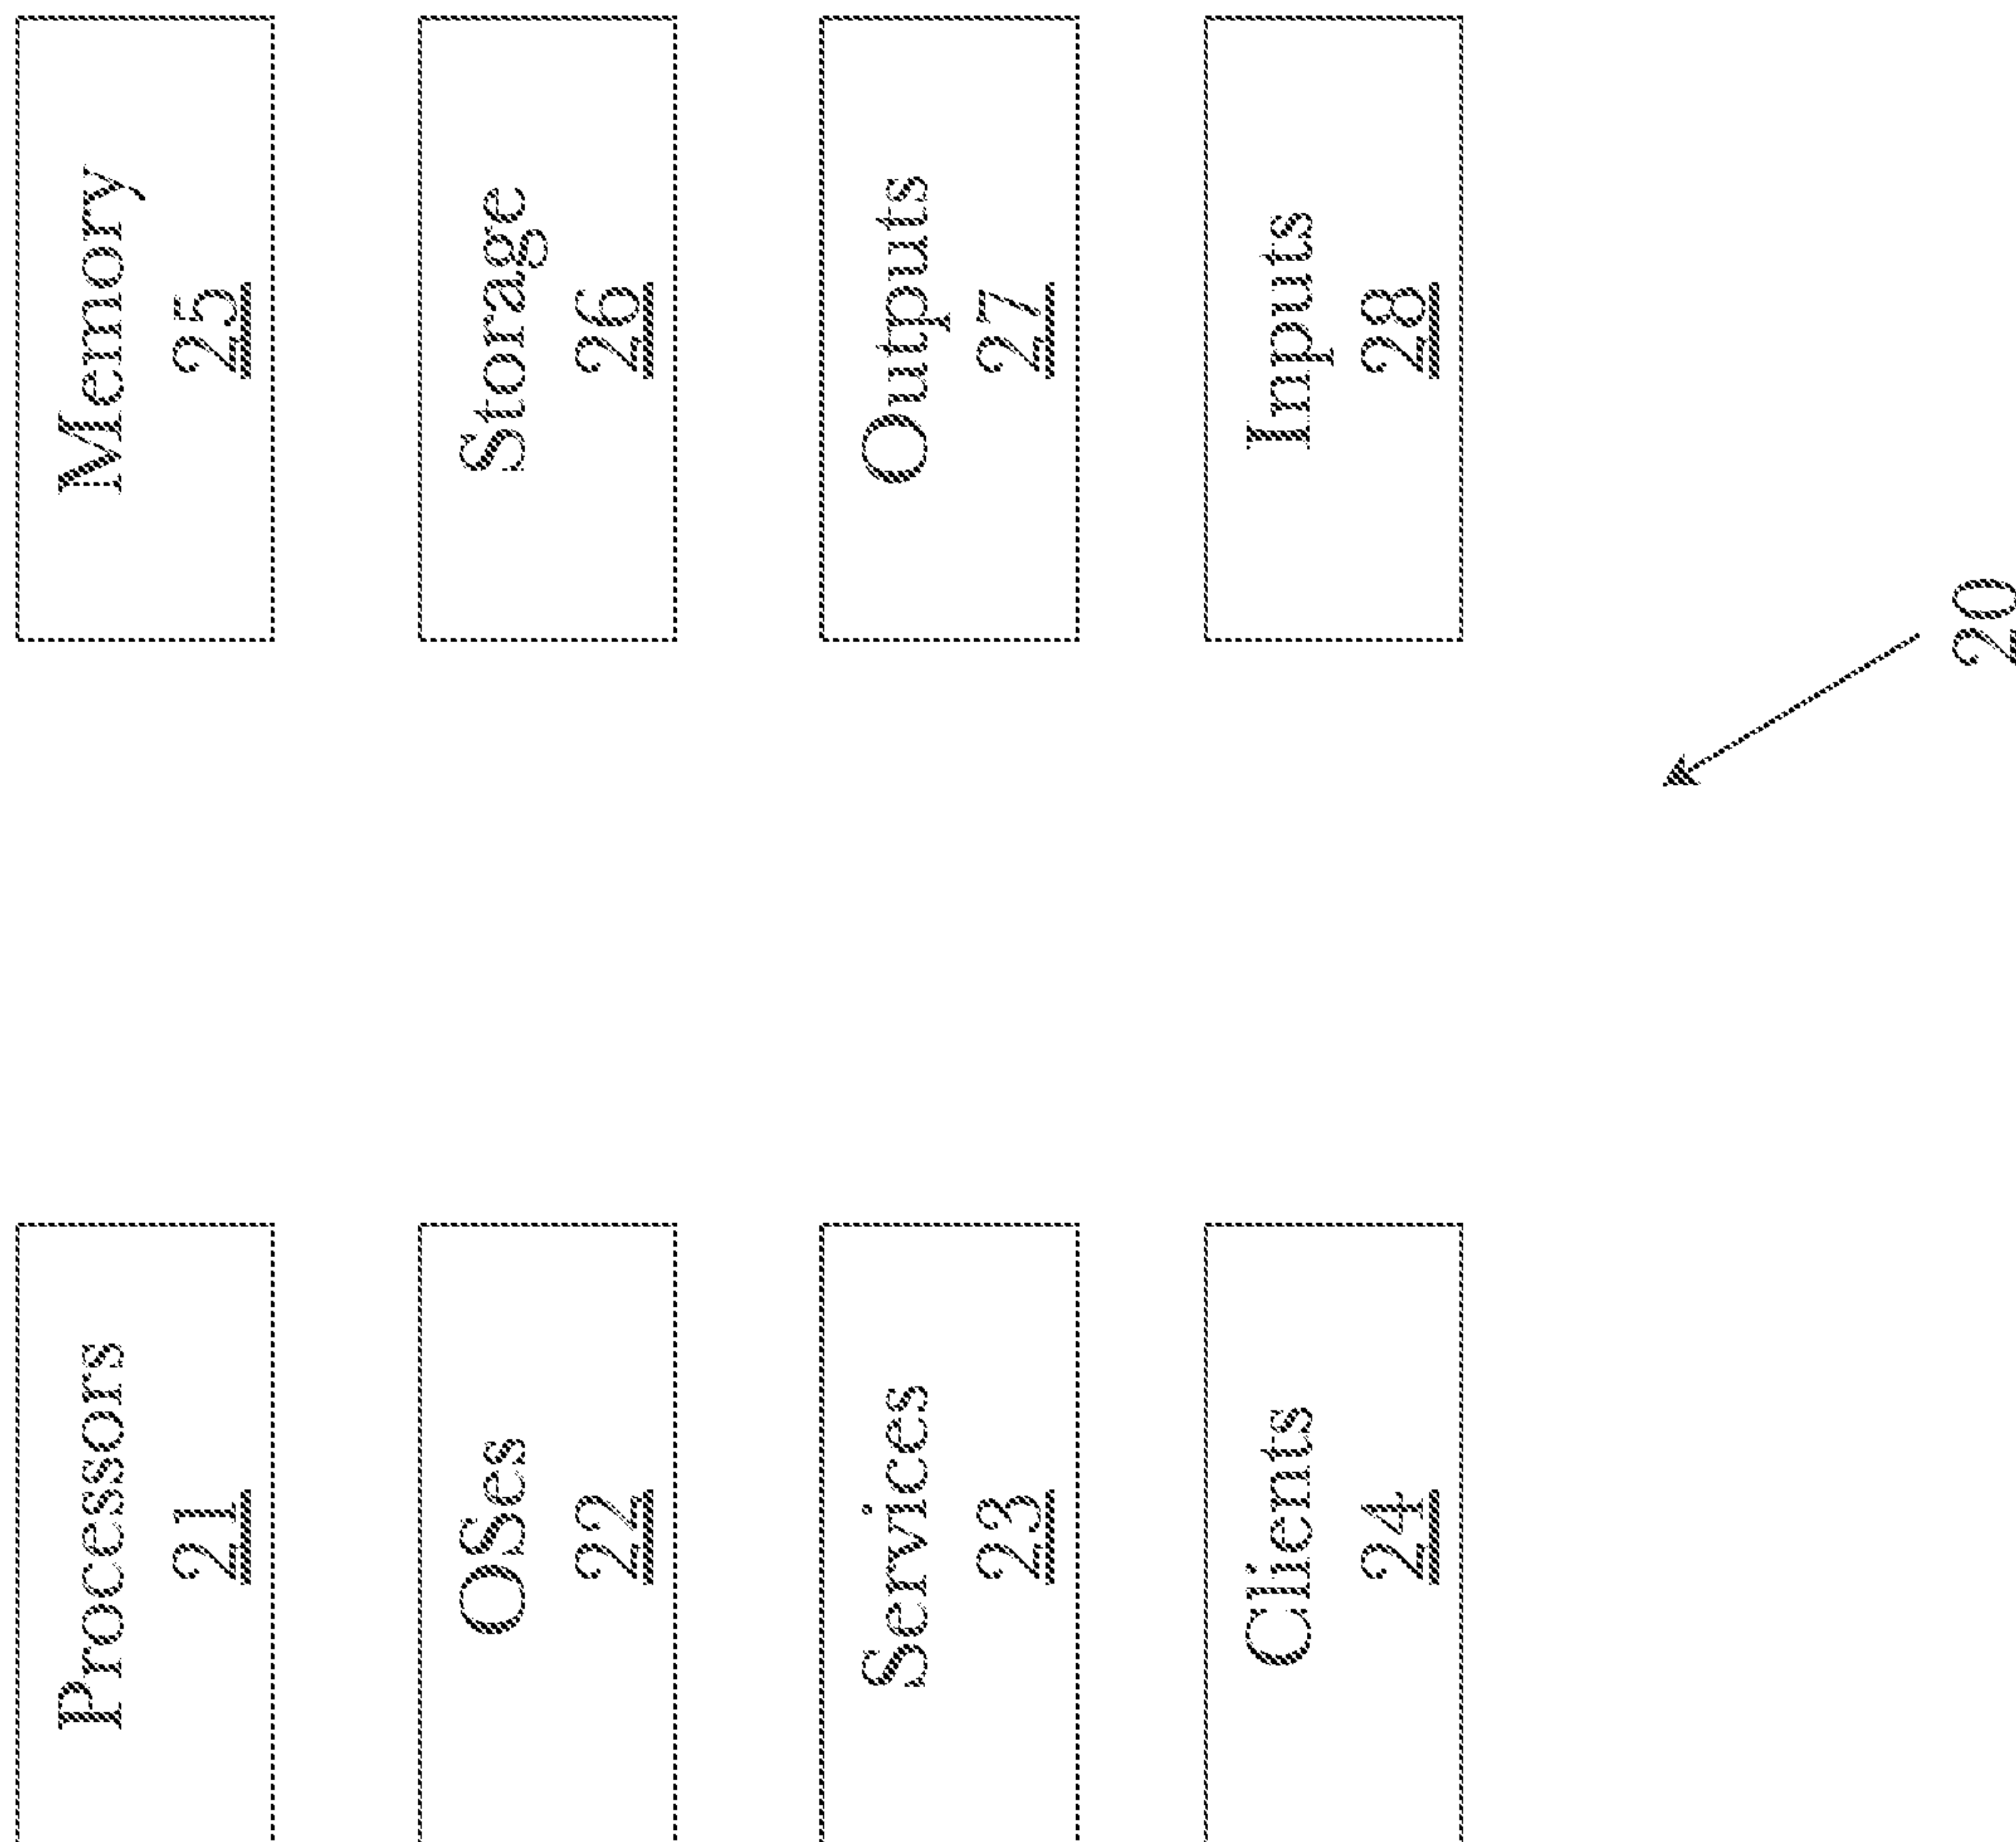 Processors
21
Memory
25
OSes
22
Storage
26
Services
23
Outputs
27
Clients
24
Inputs
28
20